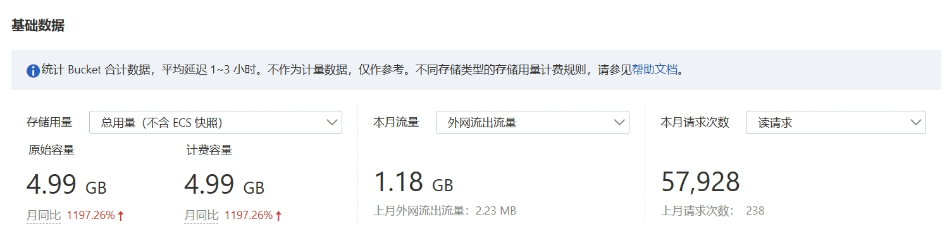 基础数据
统计 Bucket 合计数据，平均延迟 1~3 小时。不作为计量数据，仅作参考。不同存储类型的存储用量计费规则，请参见帮助文档。
存储用量 总用量（不含 ECS 快照） 本月流量 外网流出流量 本月请求次数 读请求
原始容量 计费容量
4.99 GB 4.99 GB 1.18 GB 57,928
月同比 1197.26% 月同比 1197.26% 上月外网流出流量：2.23 MB 上月请求次数： 238